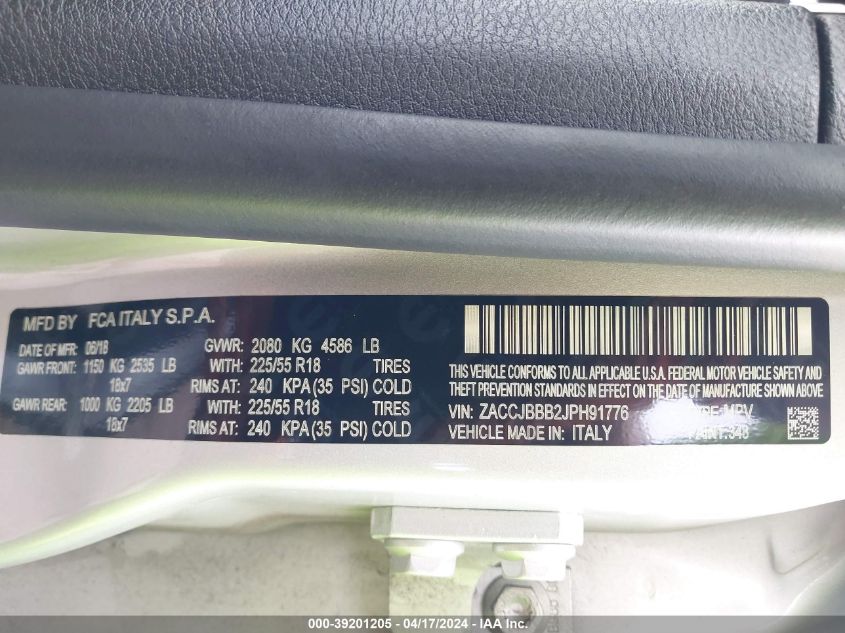 MFD BY FCA ITALY S.P.A.
DATE OF MFR: 06/18 GVWR: 2080 KG 4586 LB
GAWR FRONT: 1150 KG 2535 LB WITH: 225/55 R18 TIRES
18x7 RIMS AT: 240 KPA(35 PSI) COLD
GAWR REAR: 1000 KG 2205 LB WITH: 225/55 R18 TIRES
18x7 RIMS AT: 240 KPA(35 PSI) COLD
THIS VEHICLE CONFORMS TO ALL APPLICABLE U.S.A. FEDERAL MOTOR VEHICLE SAFETY AND
THEFT PREVENTION STANDARDS IN EFFECT ON THE DATE OF MANUFACTURE SHOWN ABOVE
VIN: ZACCJBBB2JPH91776 MPV
VEHICLE MADE IN: ITALY 340
000-39201205 - 04/17/2024 - IAA Inc.